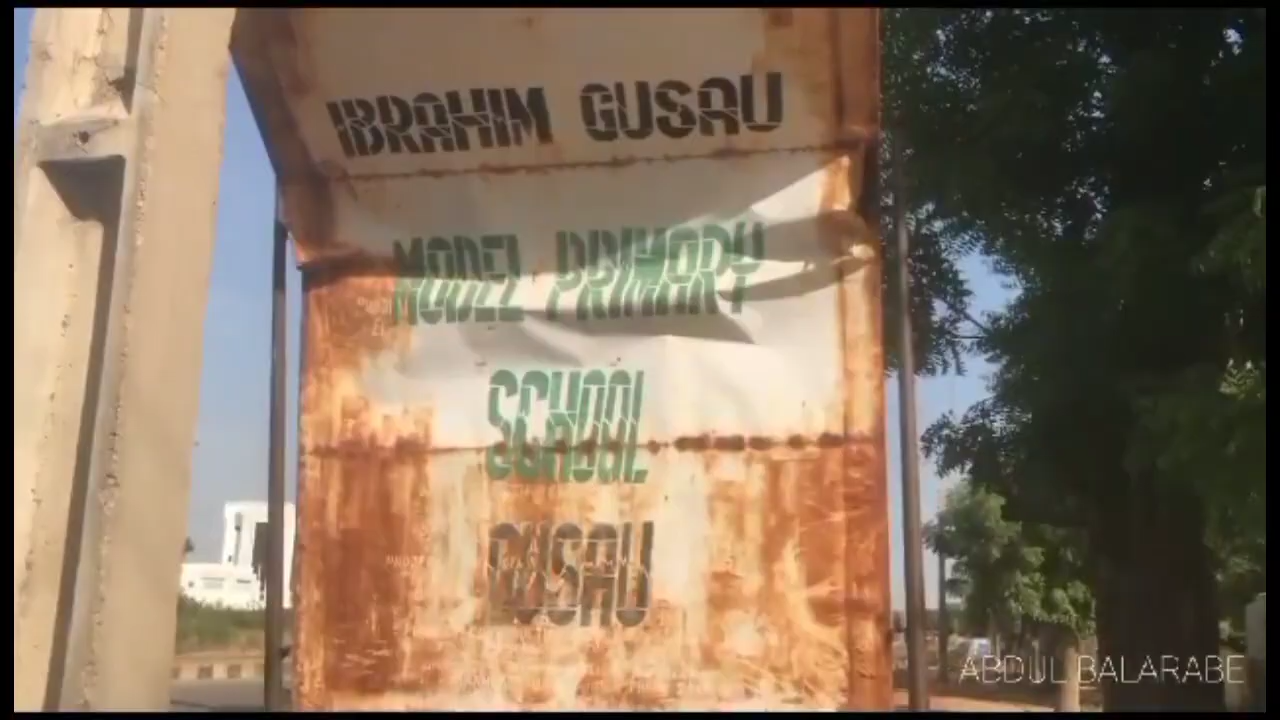 IBRAHIM GUSAU
MODEL PRIMARY
SCHOOL
GUSAU
ABDUL BALARABE